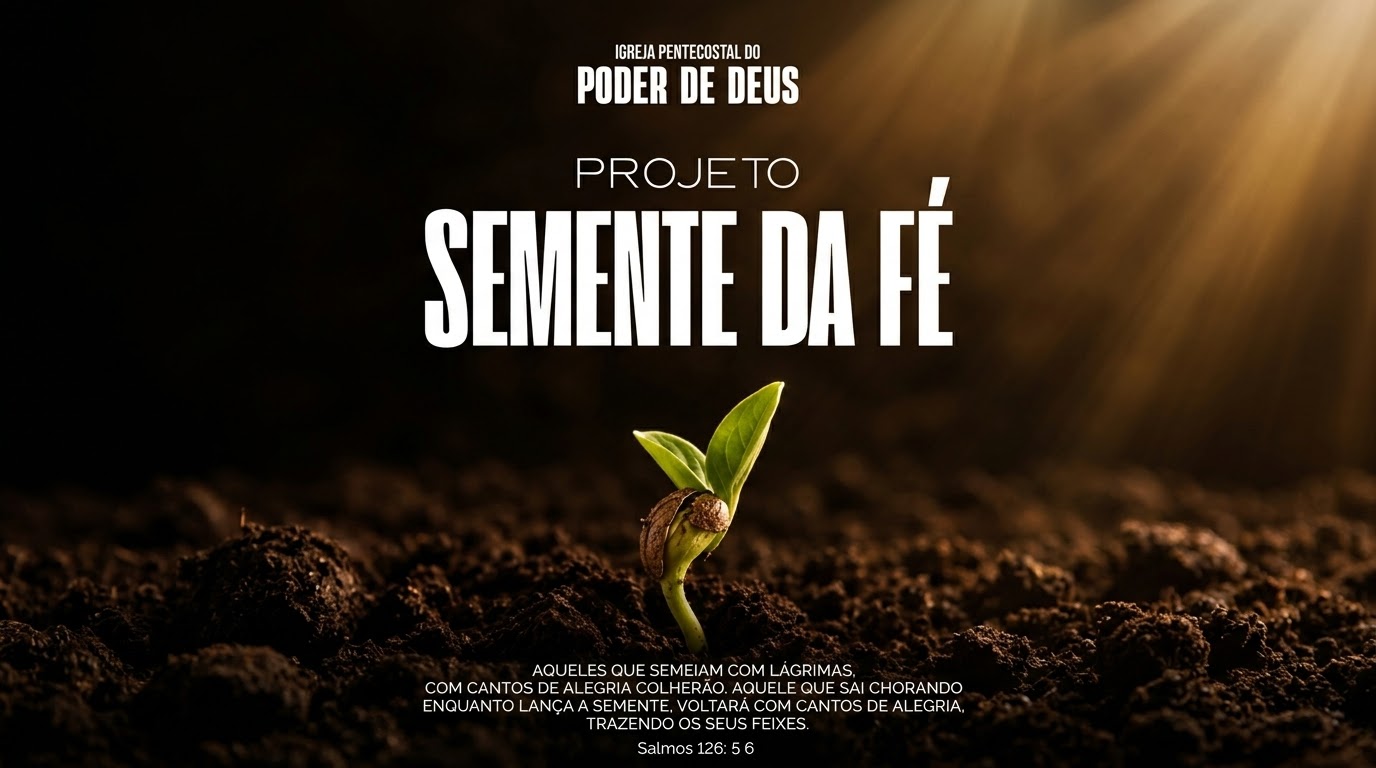 IGREJA PENTECOSTAL DO
PODER DE DEUS
PROJETO
SEMENTE DA FÉ
AQUELES QUE SEMEIAM COM LÁGRIMAS,
COM CANTOS DE ALEGRIA COLHERÃO. AQUELE QUE SAI CHORANDO
ENQUANTO LANÇA A SEMENTE, VOLTARÁ COM CANTOS DE ALEGRIA,
TRAZENDO OS SEUS FEIXES.
Salmos 126: 5 6